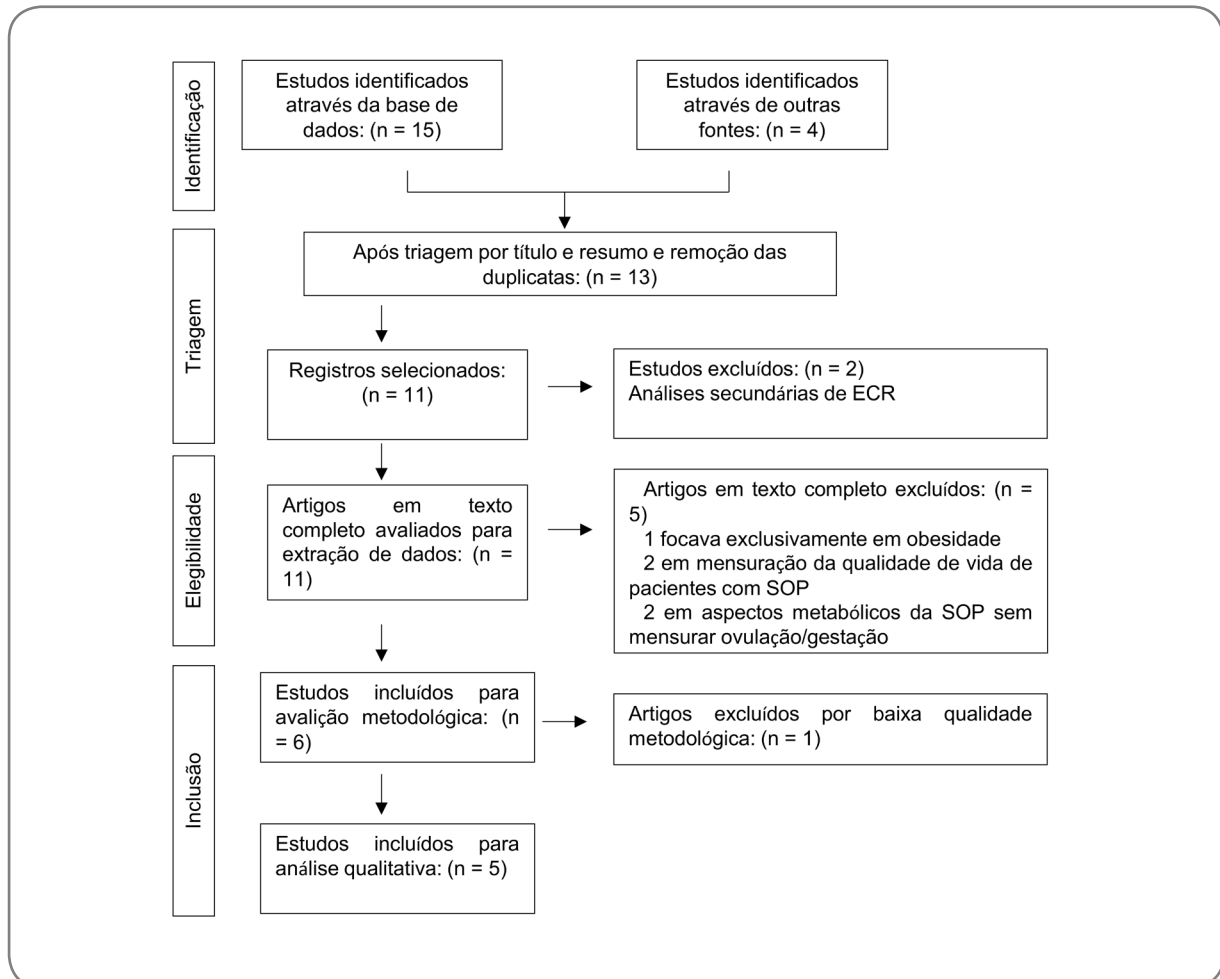 Identificação
Estudos identificados
através da base de
dados: (n = 15)
Estudos identificados
através de outras
fontes: (n = 4)
Triagem
Após triagem por título e resumo e remoção das
duplicatas: (n = 13)
Registros selecionados:
(n = 11)
Estudos excluídos: (n = 2)
Análises secundárias de ECR
Elegibilidade
Artigos em texto
completo avaliados para
extração de dados: (n =
11)
Artigos em texto completo excluídos: (n =
5)
1 focava exclusivamente em obesidade
2 em mensuração da qualidade de vida de
pacientes com SOP
2 em aspectos metabólicos da SOP sem
mensurar ovulação/gestação
Inclusão
Estudos incluídos para
avalição metodológica: (n
= 6)
Artigos excluídos por baixa qualidade
metodológica: (n = 1)
Estudos incluídos para
análise qualitativa: (n = 5)